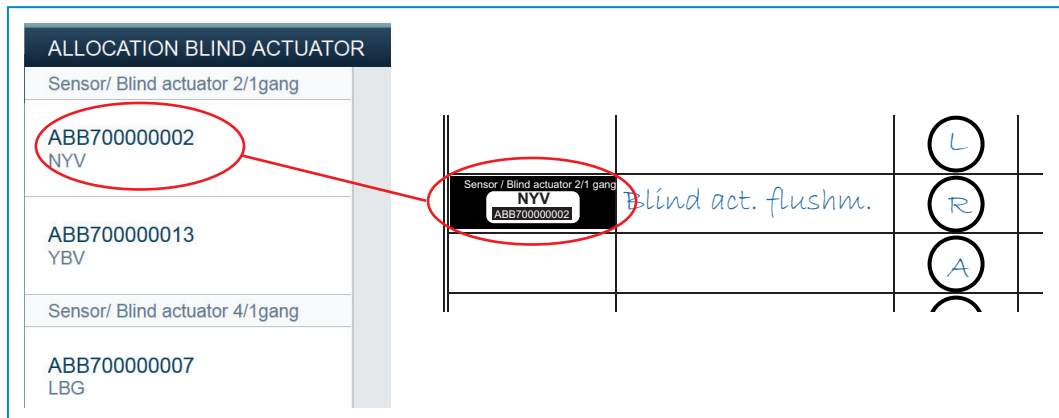 ALLOCATION BLIND ACTUATOR
Sensor/ Blind actuator 2/1gang
ABB700000002
NYV
ABB700000013
YBV
Sensor/ Blind actuator 4/1gang
ABB700000007
LBG
L
Sensor / Blind actuator 2/1 gang
NYV
ABB700000002
Blind act. flushm.
R
A